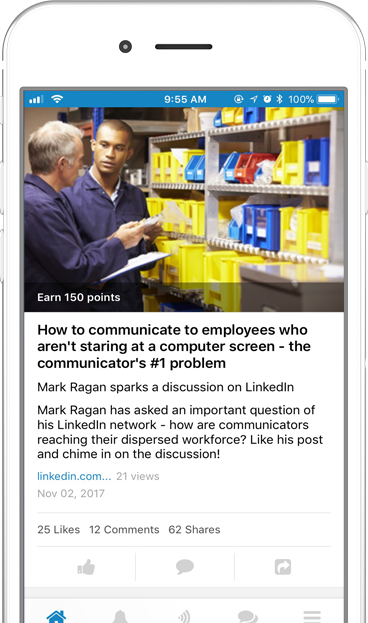 9:55 AM 100%
Earn 150 points
How to communicate to employees who
aren't staring at a computer screen - the
communicator's #1 problem
Mark Ragan sparks a discussion on LinkedIn
Mark Ragan has asked an important question of
his LinkedIn network - how are communicators
reaching their dispersed workforce? Like his post
and chime in on the discussion!
linkedin.com... 21 views
Nov 02, 2017
25 Likes 12 Comments 62 Shares